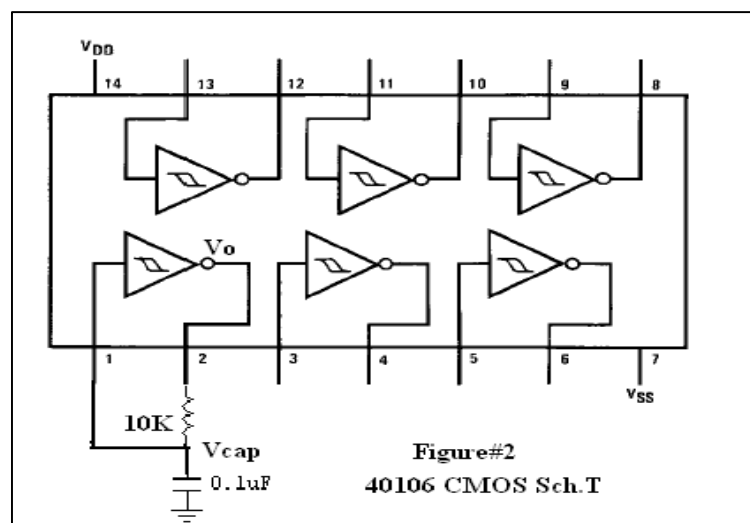 VDD
14 13 12 11 10 9 8
Vo
1 2 3 4 5 6 7
VSS
10K
Vcap
Figure#2
0.1uF
40106 CMOS Sch.T